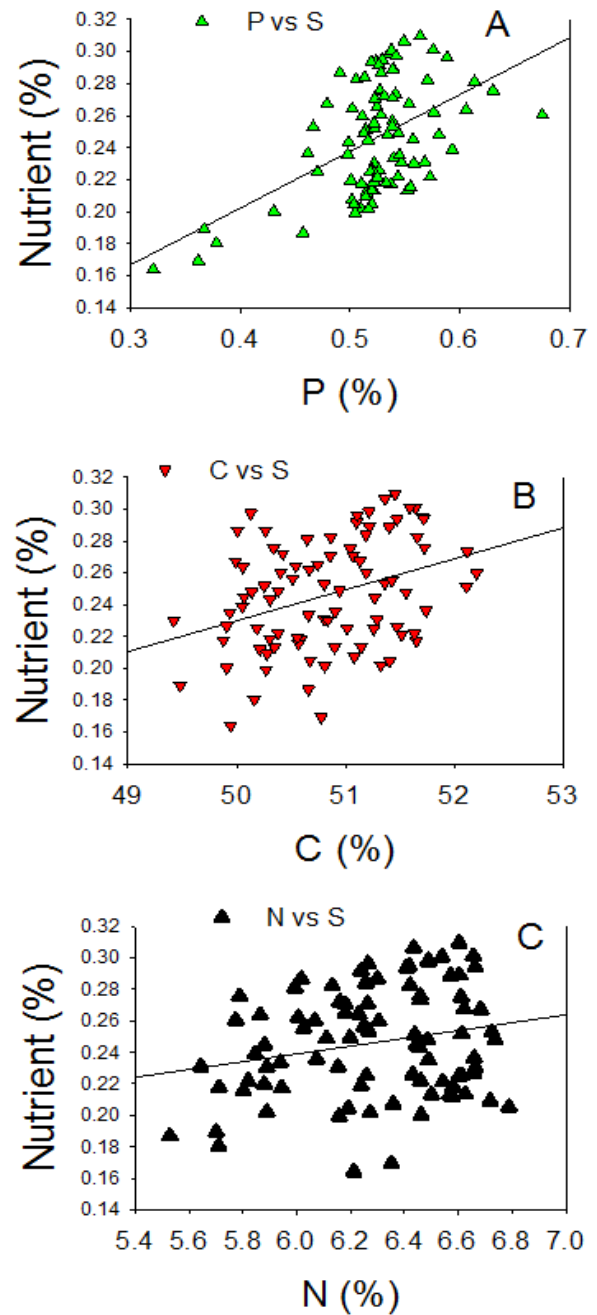 P vs S
A
0.32
0.30
0.28
0.26
0.24
0.22
0.20
0.18
0.16
0.14
Nutrient (%)
0.3 0.4 0.5 0.6 0.7
P (%)
C vs S
B
0.32
0.30
0.28
0.26
0.24
0.22
0.20
0.18
0.16
0.14
Nutrient (%)
49 50 51 52 53
C (%)
N vs S
C
0.32
0.30
0.28
0.26
0.24
0.22
0.20
0.18
0.16
0.14
Nutrient (%)
5.4 5.6 5.8 6.0 6.2 6.4 6.6 6.8 7.0
N (%)